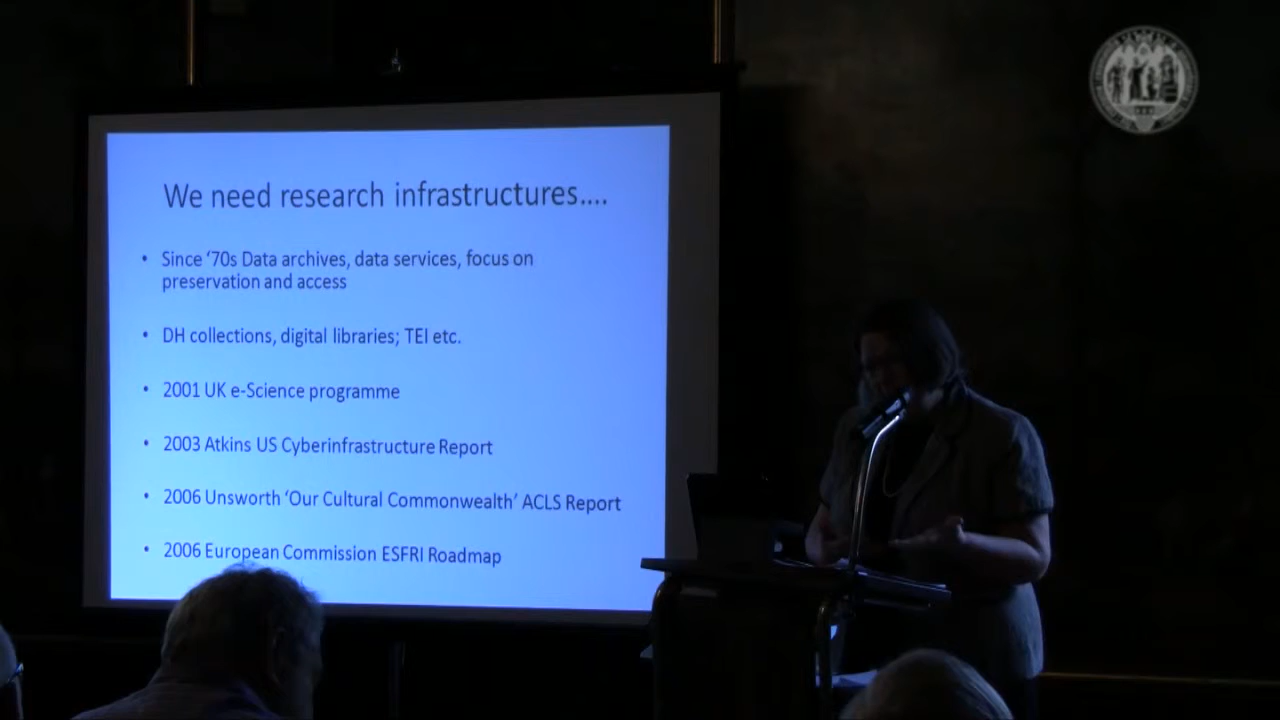 We need research infrastructures....
• Since ‘70s Data archives, data services, focus on
preservation and access
• DH collections, digital libraries; TEI etc.
• 2001 UK e-Science programme
• 2003 Atkins US Cyberinfrastructure Report
• 2006 Unsworth ‘Our Cultural Commonwealth’ ACLS Report
• 2006 European Commission ESFRI Roadmap